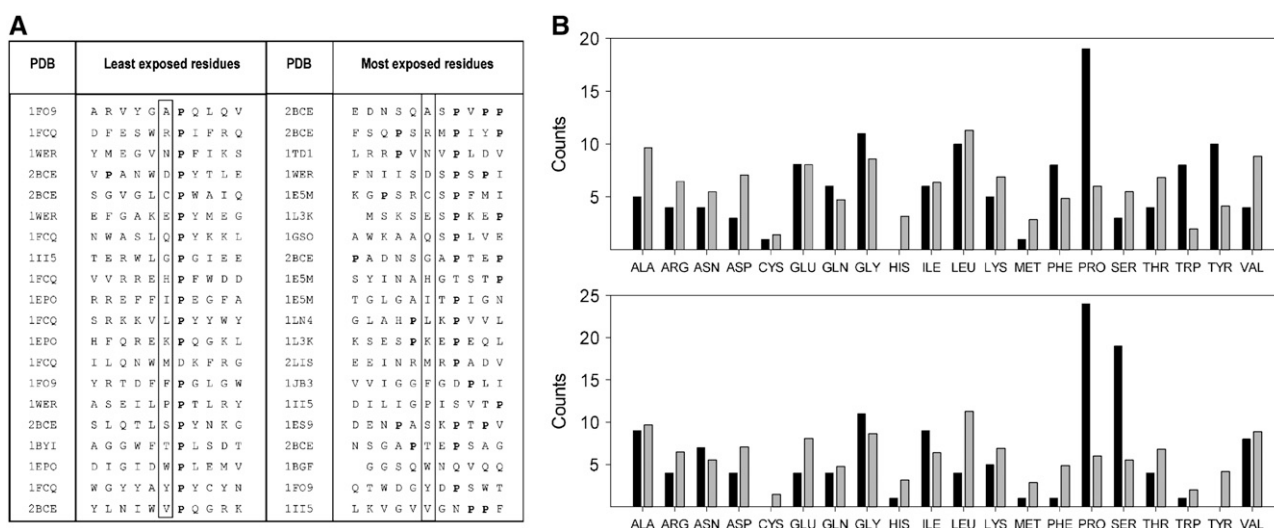 A
PDB Least exposed residues PDB Most exposed residues
1FO9 A R V Y G A P Q L Q V 2BCE E D N S Q A S P V P P
1FCQ D F E S W R P I F R Q 2BCE F S Q P S R M P I Y P
1WER Y M E G V N P F I K S 1TD1 L R R P V N V P L D V
2BCE V P A N W D P Y T L E 1WER F N I I S D S P S P I
2BCE S G V G L C P W A I Q 1E5M K G P S R C S P F M I
1WER E F G A K E P Y M E G 1L3K M S K S E S P K E P
1FCQ N W A S L Q P Y K K L 1GSO A W K A A Q S P L V E
1II5 T E R W L G P G I E E 2BCE P A D N S G A P T E P
1FCQ V V R R E H P F W D D 1E5M S Y I N A H G T S T P
1EPO R R E F F I P E G F A 1E5M T G L G A I T P I G N
1FCQ S R K K V L P Y Y W Y 1LN4 G L A H P L K P V V L
1EPO H F Q R E K P Q G K L 1L3K K S E S P K E P E Q L
1FCQ I L Q N W M D K F R G 2LIS E E I N R M R P A D V
1FO9 Y R T D F F P G L G W 1JB3 V V I G G F G D P L I
1WER A S E I L P P T L R Y 1II5 D I L I G P I S V T P
2BCE S L Q T L S P Y N K G 1ES9 D E N P A S K P T P V
1BYI A G G W F T P L S D T 2BCE N S G A P T E P S A G
1EPO D I G I D W P L E M V 1BGF G G S Q W N Q V Q Q
1FCQ W G Y Y A Y P Y C Y N 1FO9 Q T W D G Y D P S W T
2BCE Y L N I W V P Q G R K 1II5 L K V G V V G N P P F
B
20
15
10
5
Counts
ALA ARG ASN ASP CYS GLU GLN GLY HIS ILE LEU LYS MET PHE PRO SER THR TRP TYR VAL
25
20
15
10
5
Counts
ALA ARG ASN ASP CYS GLU GLN GLY HIS ILE LEU LYS MET PHE PRO SER THR TRP TYR VAL